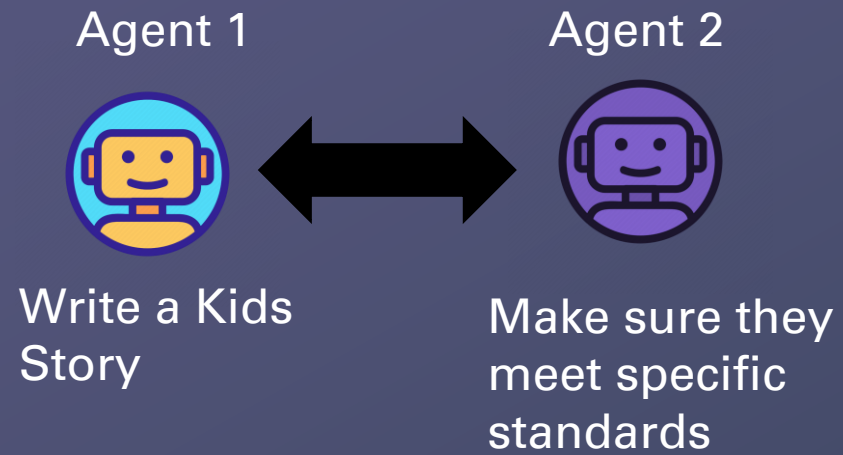 Agent 1
Agent 2
Write a Kids
Story
Make sure they
meet specific
standards